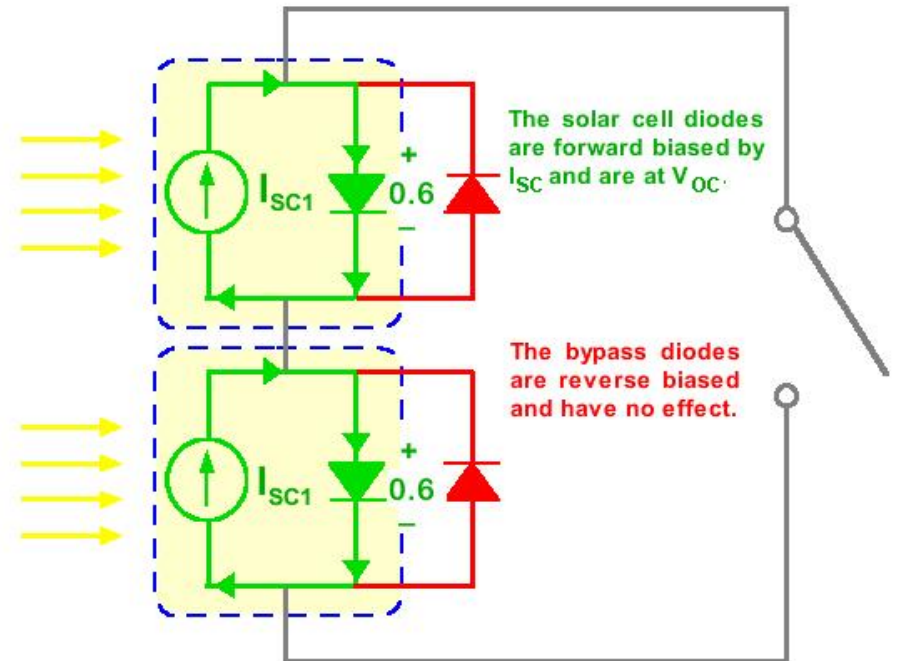 The solar cell diodes
are forward biased by
ISC and are at VOC.
+
ISC1
0.6
–
The bypass diodes
are reverse biased
and have no effect.
+
ISC1
0.6
–